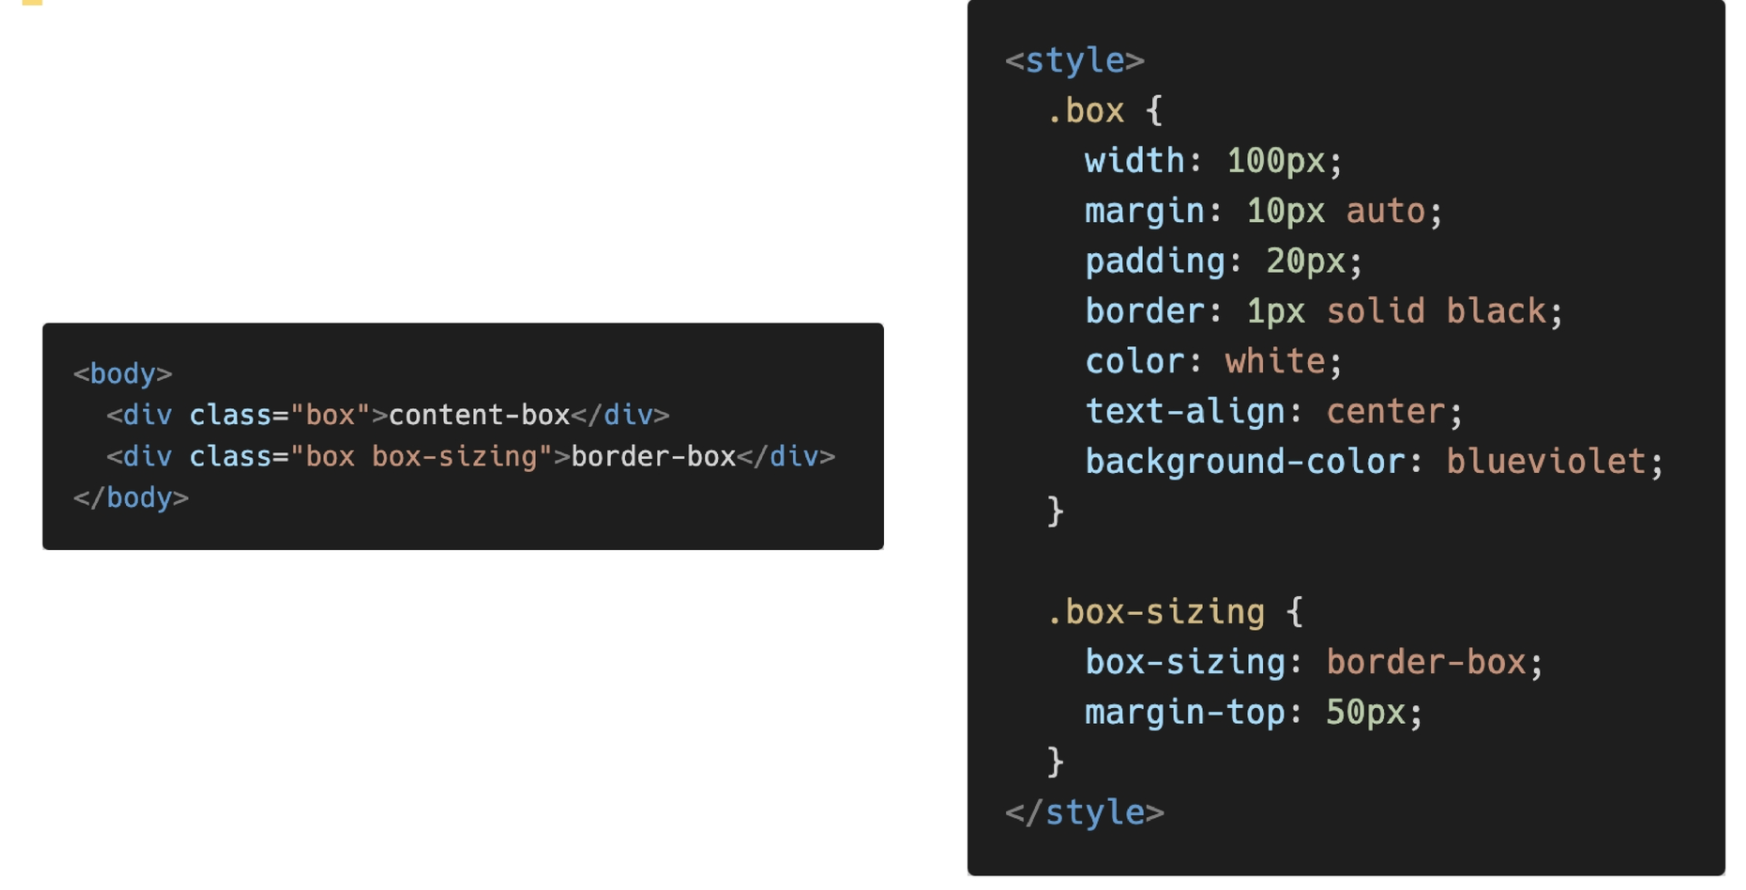 <body>
  <div class="box">content-box</div>
  <div class="box box-sizing">border-box</div>
</body>
<style>
  .box {
    width: 100px;
    margin: 10px auto;
    padding: 20px;
    border: 1px solid black;
    color: white;
    text-align: center;
    background-color: blueviolet;
  }

  .box-sizing {
    box-sizing: border-box;
    margin-top: 50px;
  }
</style>